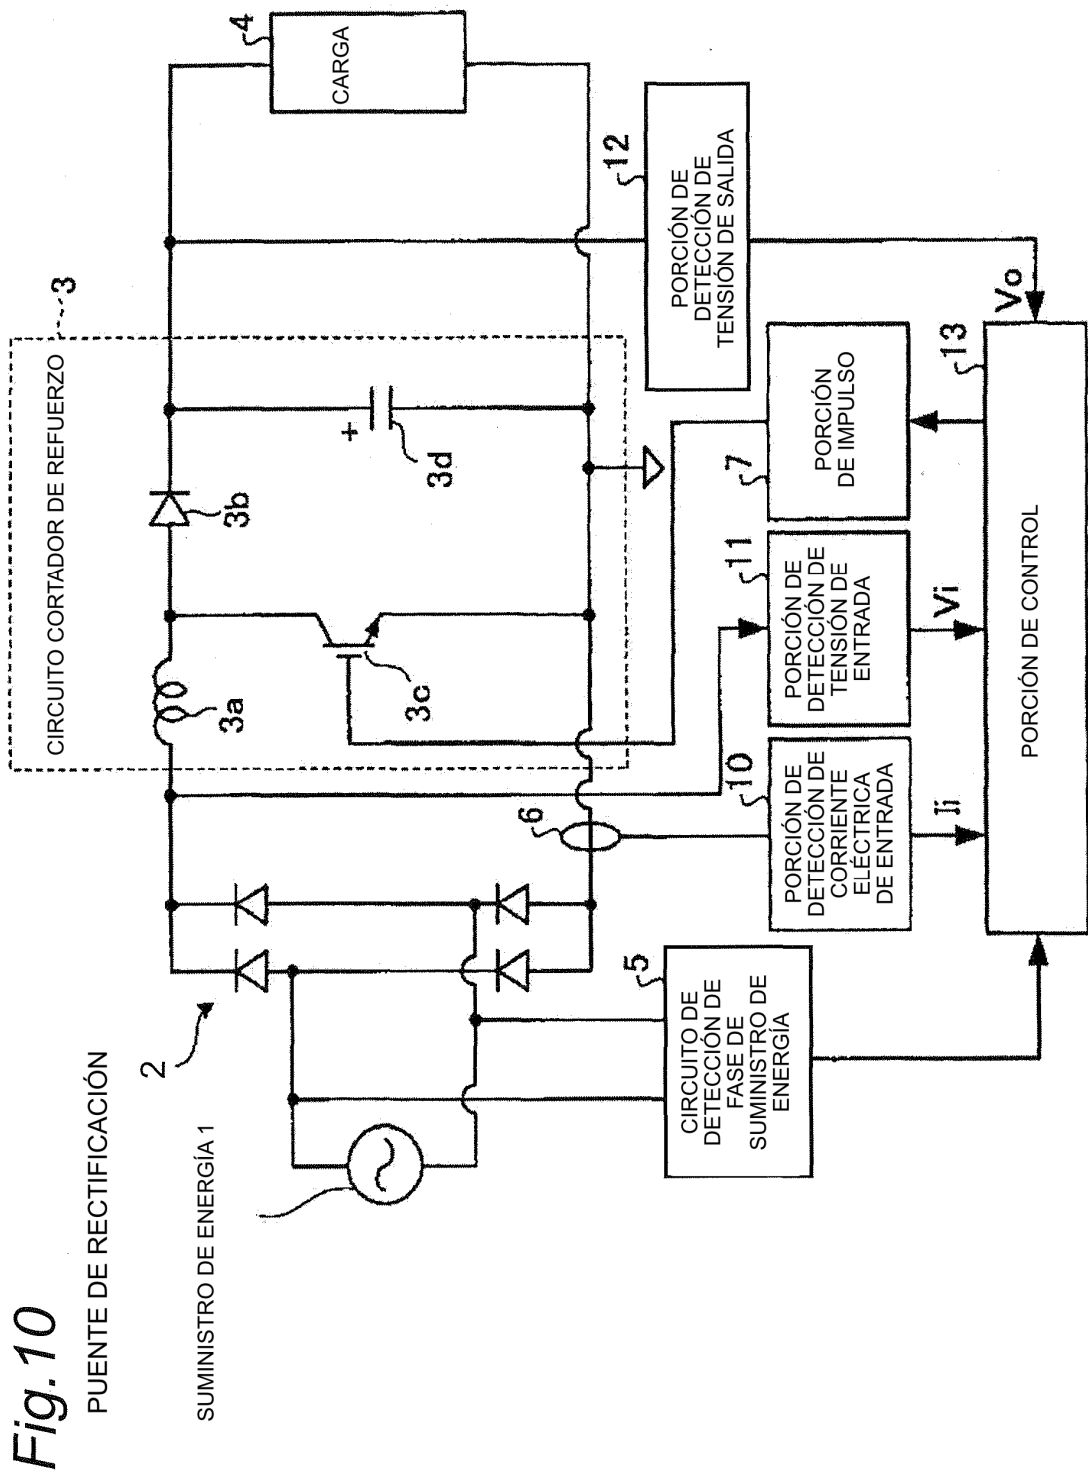 Fig.10
PUENTE DE RECTIFICACIÓN
SUMINISTRO DE ENERGÍA 1
2
CIRCUITO CORTADOR DE REFUERZO
3
3a
3b
3c
3d
+
4
CARGA
6
5
CIRCUITO DE
DETECCIÓN DE
FASE DE
SUMINISTRO DE
ENERGÍA
10
PORCIÓN DE
DETECCIÓN DE
CORRIENTE
ELÉCTRICA
DE ENTRADA
11
PORCIÓN DE
DETECCIÓN DE
TENSIÓN DE
ENTRADA
7
PORCIÓN
DE IMPULSO
12
PORCIÓN DE
DETECCIÓN DE
TENSIÓN DE SALIDA
Ii
Vi
Vo
13
PORCIÓN DE CONTROL